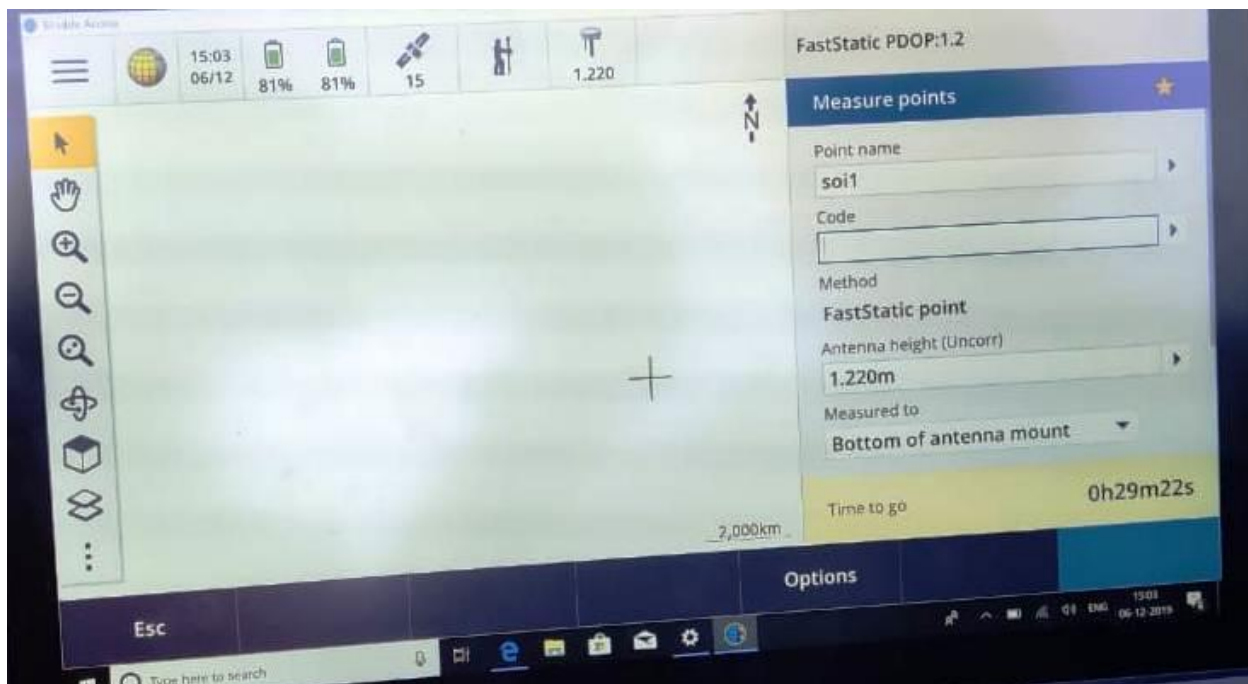 15:03
06/12
81%
81%
15
1.220
FastStatic PDOP:1.2
Measure points
N
Point name
soi1
Code
Method
FastStatic point
Antenna height (Uncorr)
1.220m
Measured to
Bottom of antenna mount
Time to go
0h29m22s
2,000km
Esc
Options
Type here to search
ENG
15:03
06-12-2019